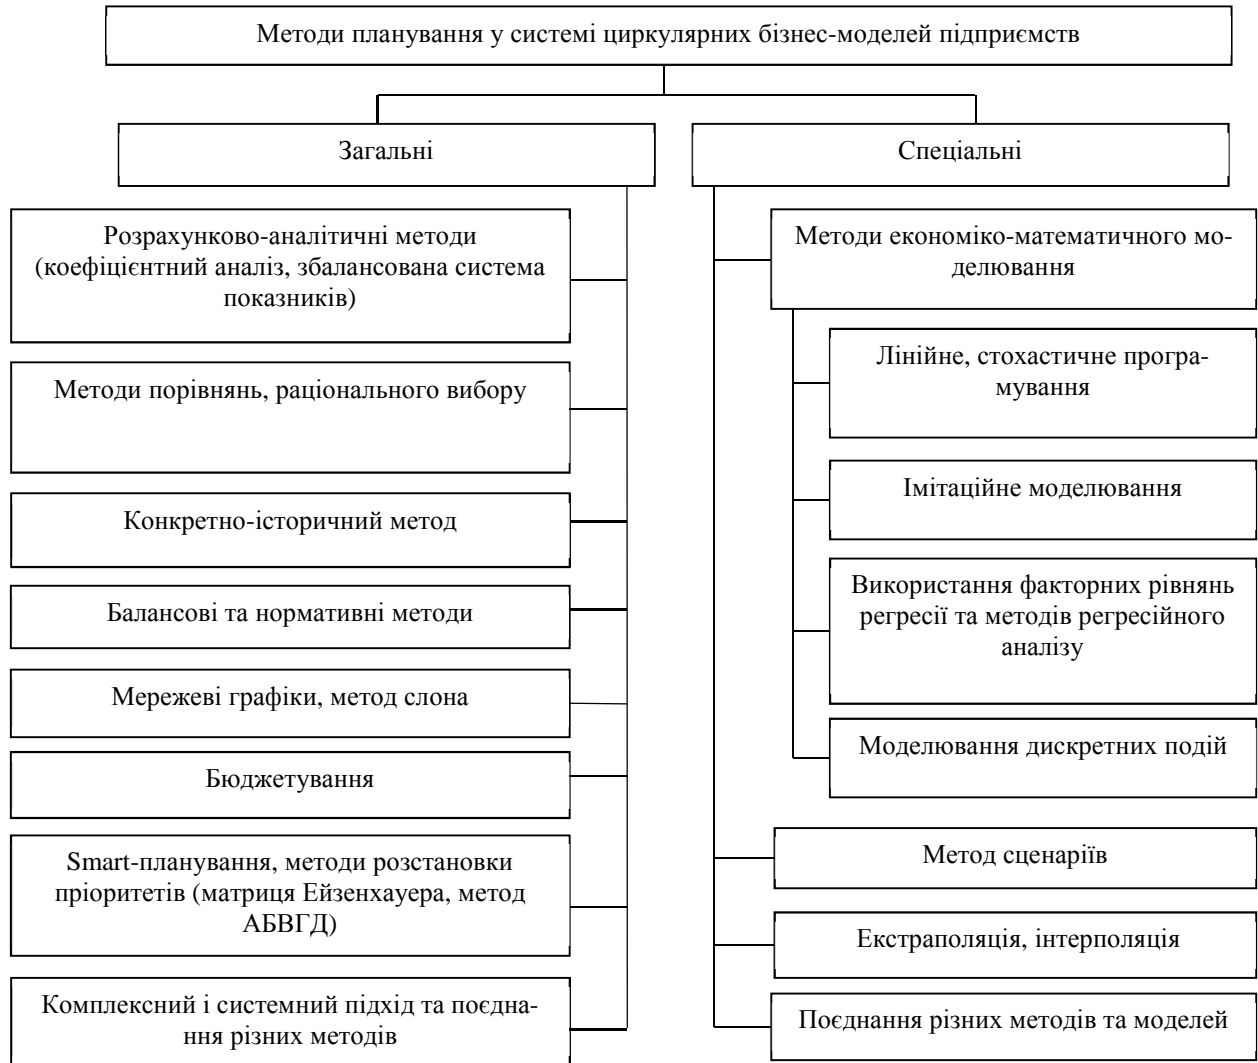 Методи планування у системі циркулярних бізнес-моделей підприємств
Загальні
Розрахунково-аналітичні методи
(коефіцієнтний аналіз, збалансована система
показників)
Методи порівнянь, раціонального вибору
Конкретно-історичний метод
Балансові та нормативні методи
Мережеві графіки, метод слона
Бюджетування
Smart-планування, методи розстановки
пріоритетів (матриця Ейзенхауера, метод
АБВГД)
Комплексний і системний підхід та поєдна-
ння різних методів
Спеціальні
Методи економіко-математичного мо-
делювання
Лінійне, стохастичне програ-
мування
Імітаційне моделювання
Використання факторних рівнянь
регресії та методів регресійного
аналізу
Моделювання дискретних подій
Метод сценаріїв
Екстраполяція, інтерполяція
Поєднання різних методів та моделей